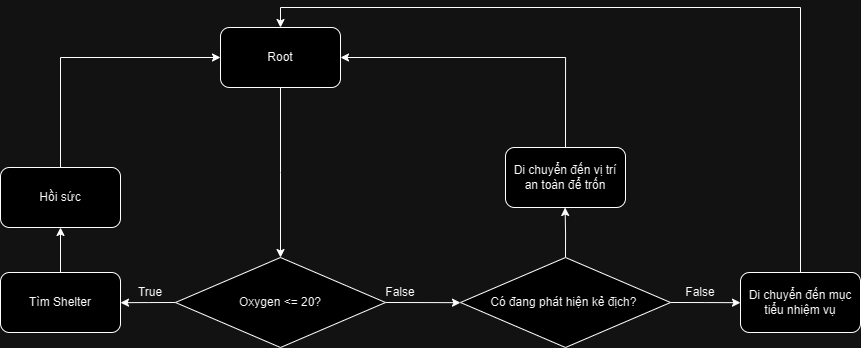 Root
Di chuyển đến vị trí
an toàn để trốn
Hồi sức
Tìm Shelter
True
Oxygen <= 20?
False
Có đang phát hiện kẻ địch?
False
Di chuyển đến mục
tiểu nhiệm vụ